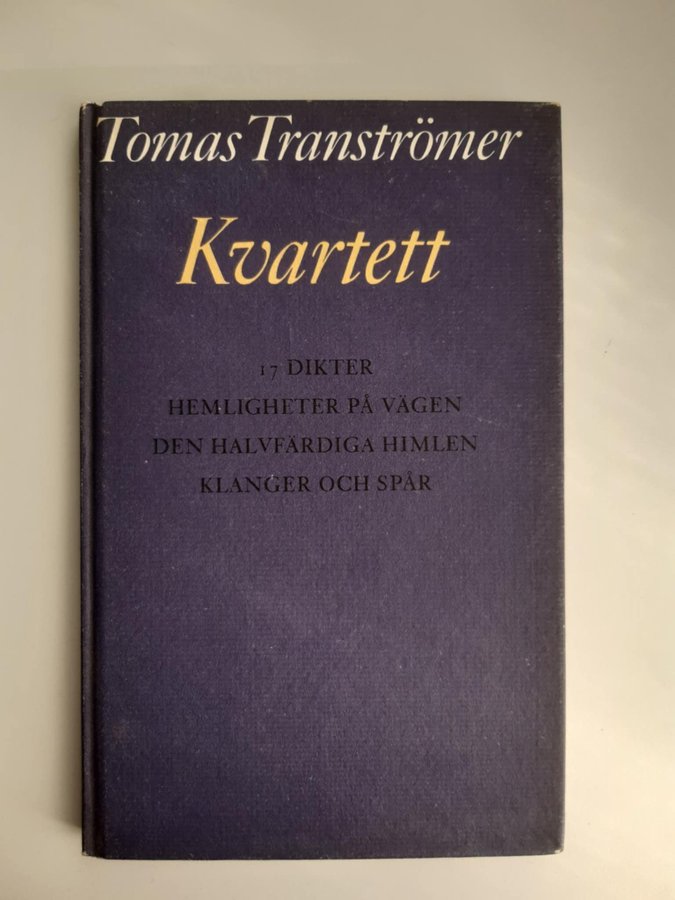 Tomas Tranströmer
Kvartett
17 DIKTER
HEMLIGHETER PÅ VÄGEN
DEN HALVFÄRDIGA HIMLEN
KLANGER OCH SPÅR